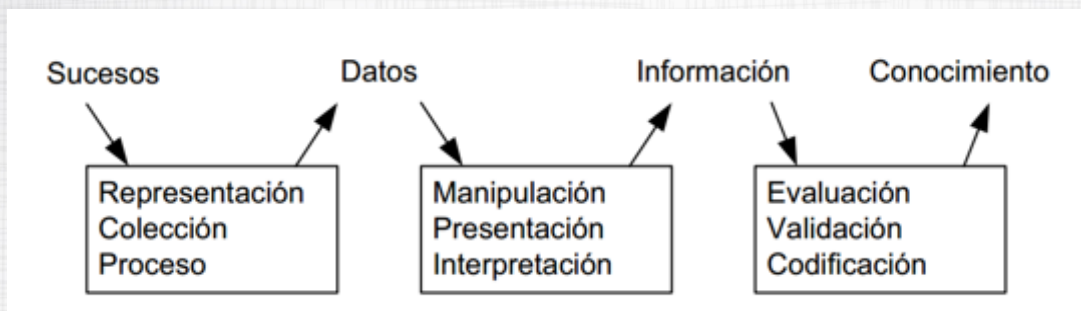 Sucesos
Datos
Información
Conocimiento
Representación
Colección
Proceso
Manipulación
Presentación
Interpretación
Evaluación
Validación
Codificación